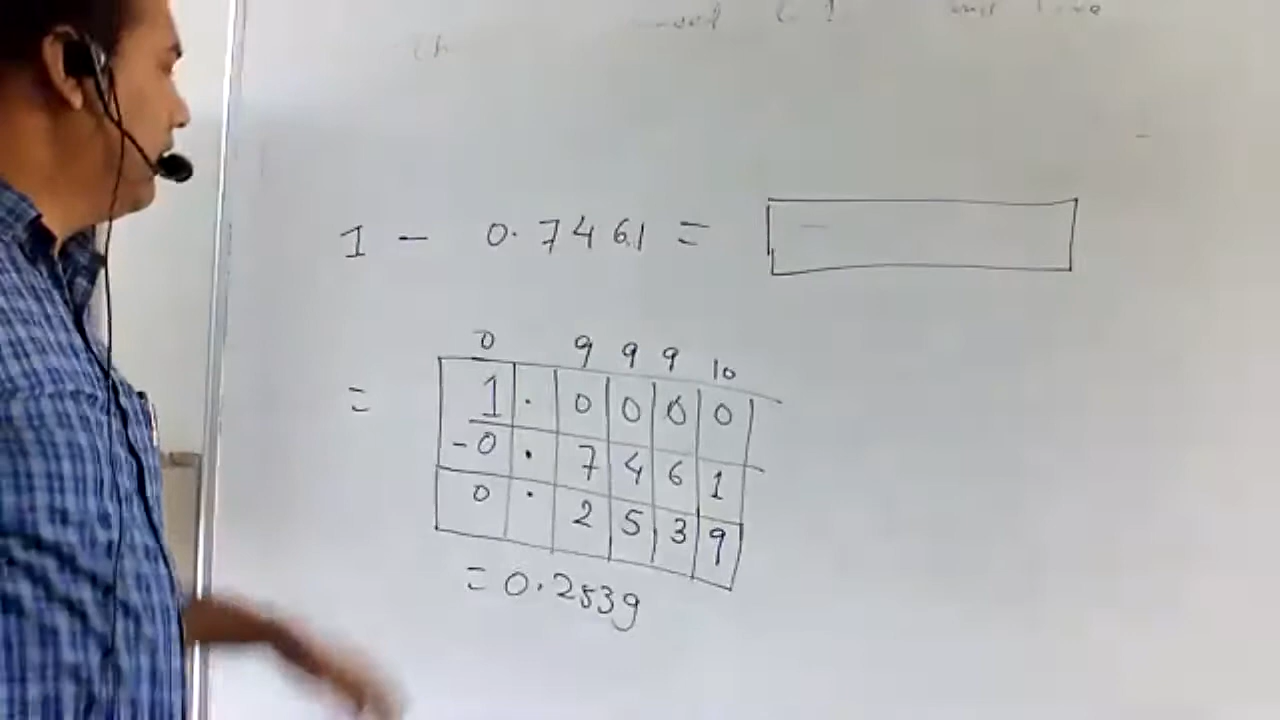 1 - 0.7461 =
0 9 9 9 10
= 1 . 0 0 0 0
-0 . 7 4 6 1
0 . 2 5 3 9
= 0.2539